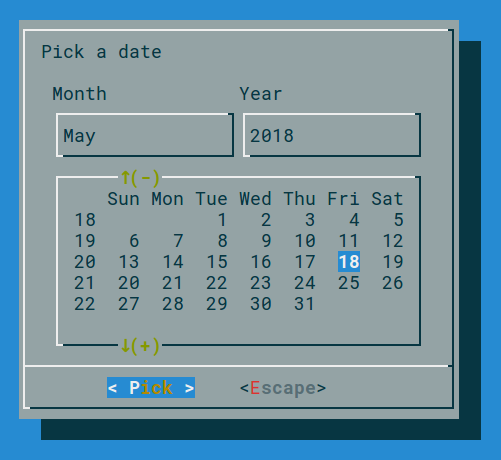 Pick a date
Month Year
May 2018
↑(-)
Sun Mon Tue Wed Thu Fri Sat
18 1 2 3 4 5
19 6 7 8 9 10 11 12
20 13 14 15 16 17 18 19
21 20 21 22 23 24 25 26
22 27 28 29 30 31
↓(+)
< Pick > <Escape>